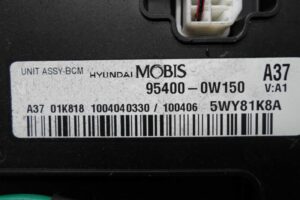 UNIT ASSY-BCM HYUNDAI MOBIS A37
95400-0W150 V:A1
A37 01K818 1004040330 / 100406 5WY81K8A